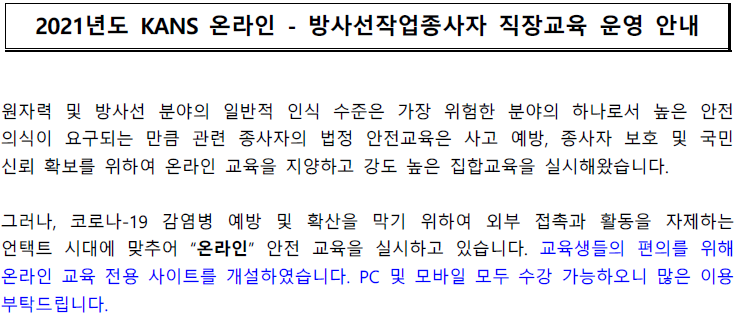 2021년도 KANS 온라인 - 방사선작업종사자 직장교육 운영 안내
원자력 및 방사선 분야의 일반적 인식 수준은 가장 위험한 분야의 하나로서 높은 안전
의식이 요구되는 만큼 관련 종사자의 법정 안전교육은 사고 예방, 종사자 보호 및 국민
신뢰 확보를 위하여 온라인 교육을 지양하고 강도 높은 집합교육을 실시해왔습니다.
그러나, 코로나-19 감염병 예방 및 확산을 막기 위하여 외부 접촉과 활동을 자제하는
언택트 시대에 맞추어 “온라인” 안전 교육을 실시하고 있습니다. 교육생들의 편의를 위해
온라인 교육 전용 사이트를 개설하였습니다. PC 및 모바일 모두 수강 가능하오니 많은 이용
부탁드립니다.